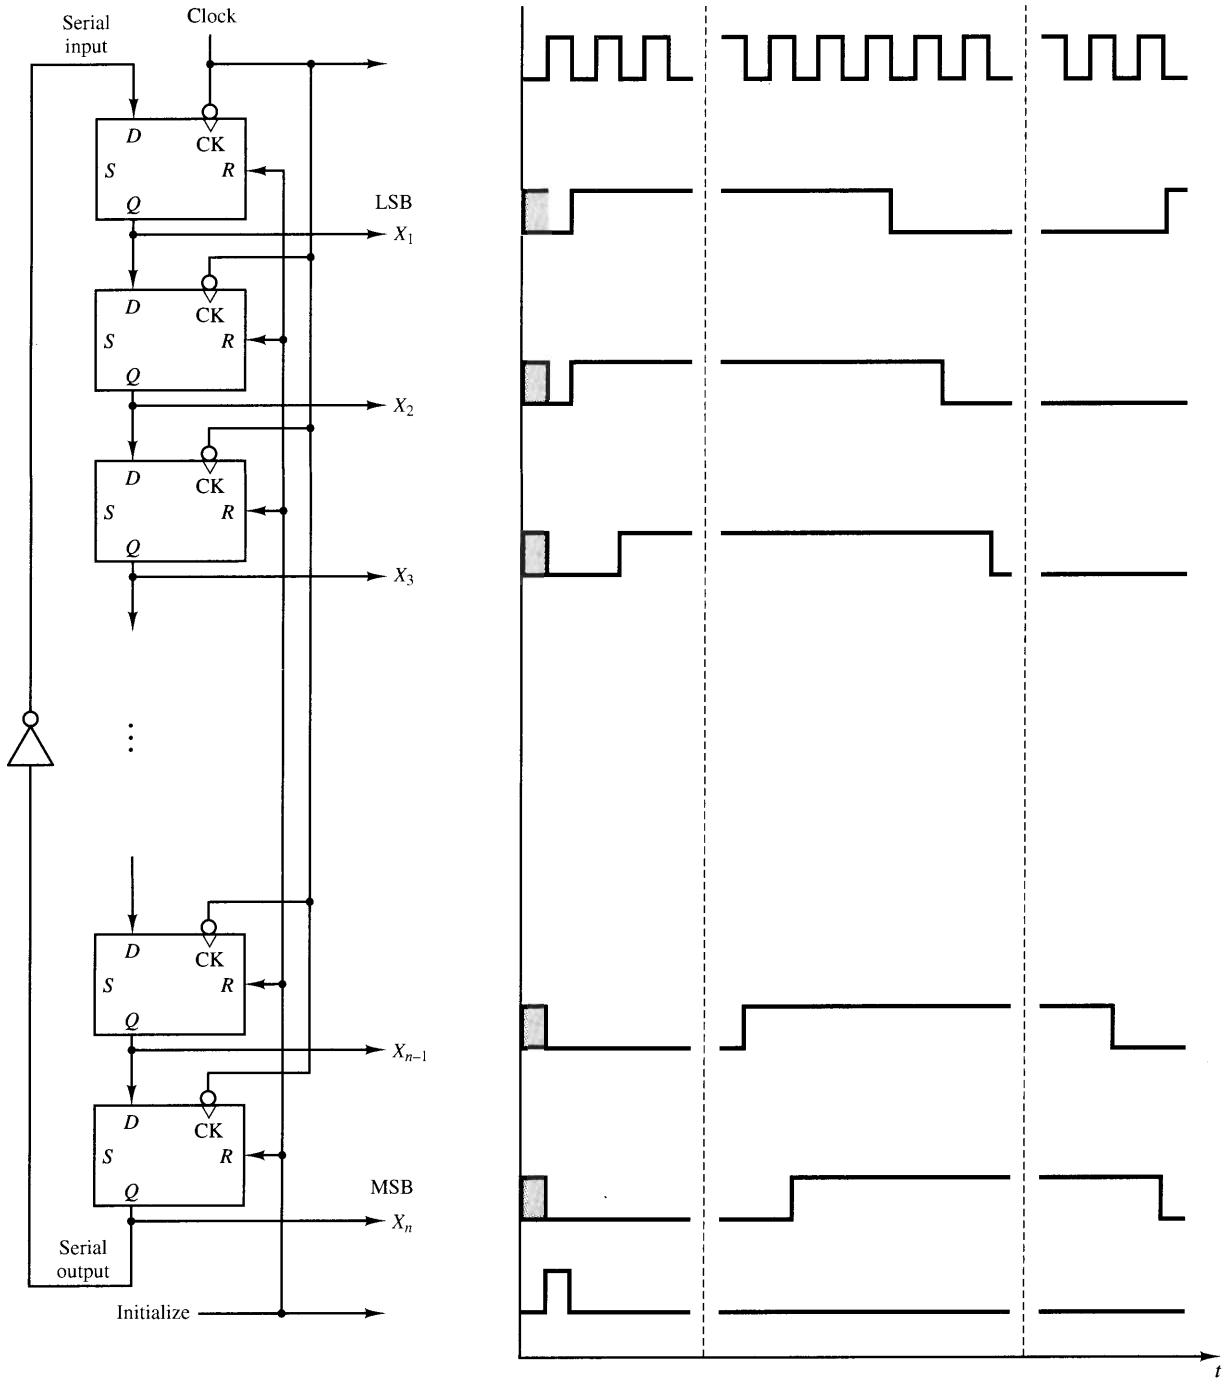 Clock
Serial
input
D
CK
S
R
Q
LSB
X1
D
CK
S
R
Q
X2
D
CK
S
R
Q
X3
D
CK
S
R
Q
Xn−1
D
CK
S
R
Q
MSB
Xn
Serial
output
Initialize
t